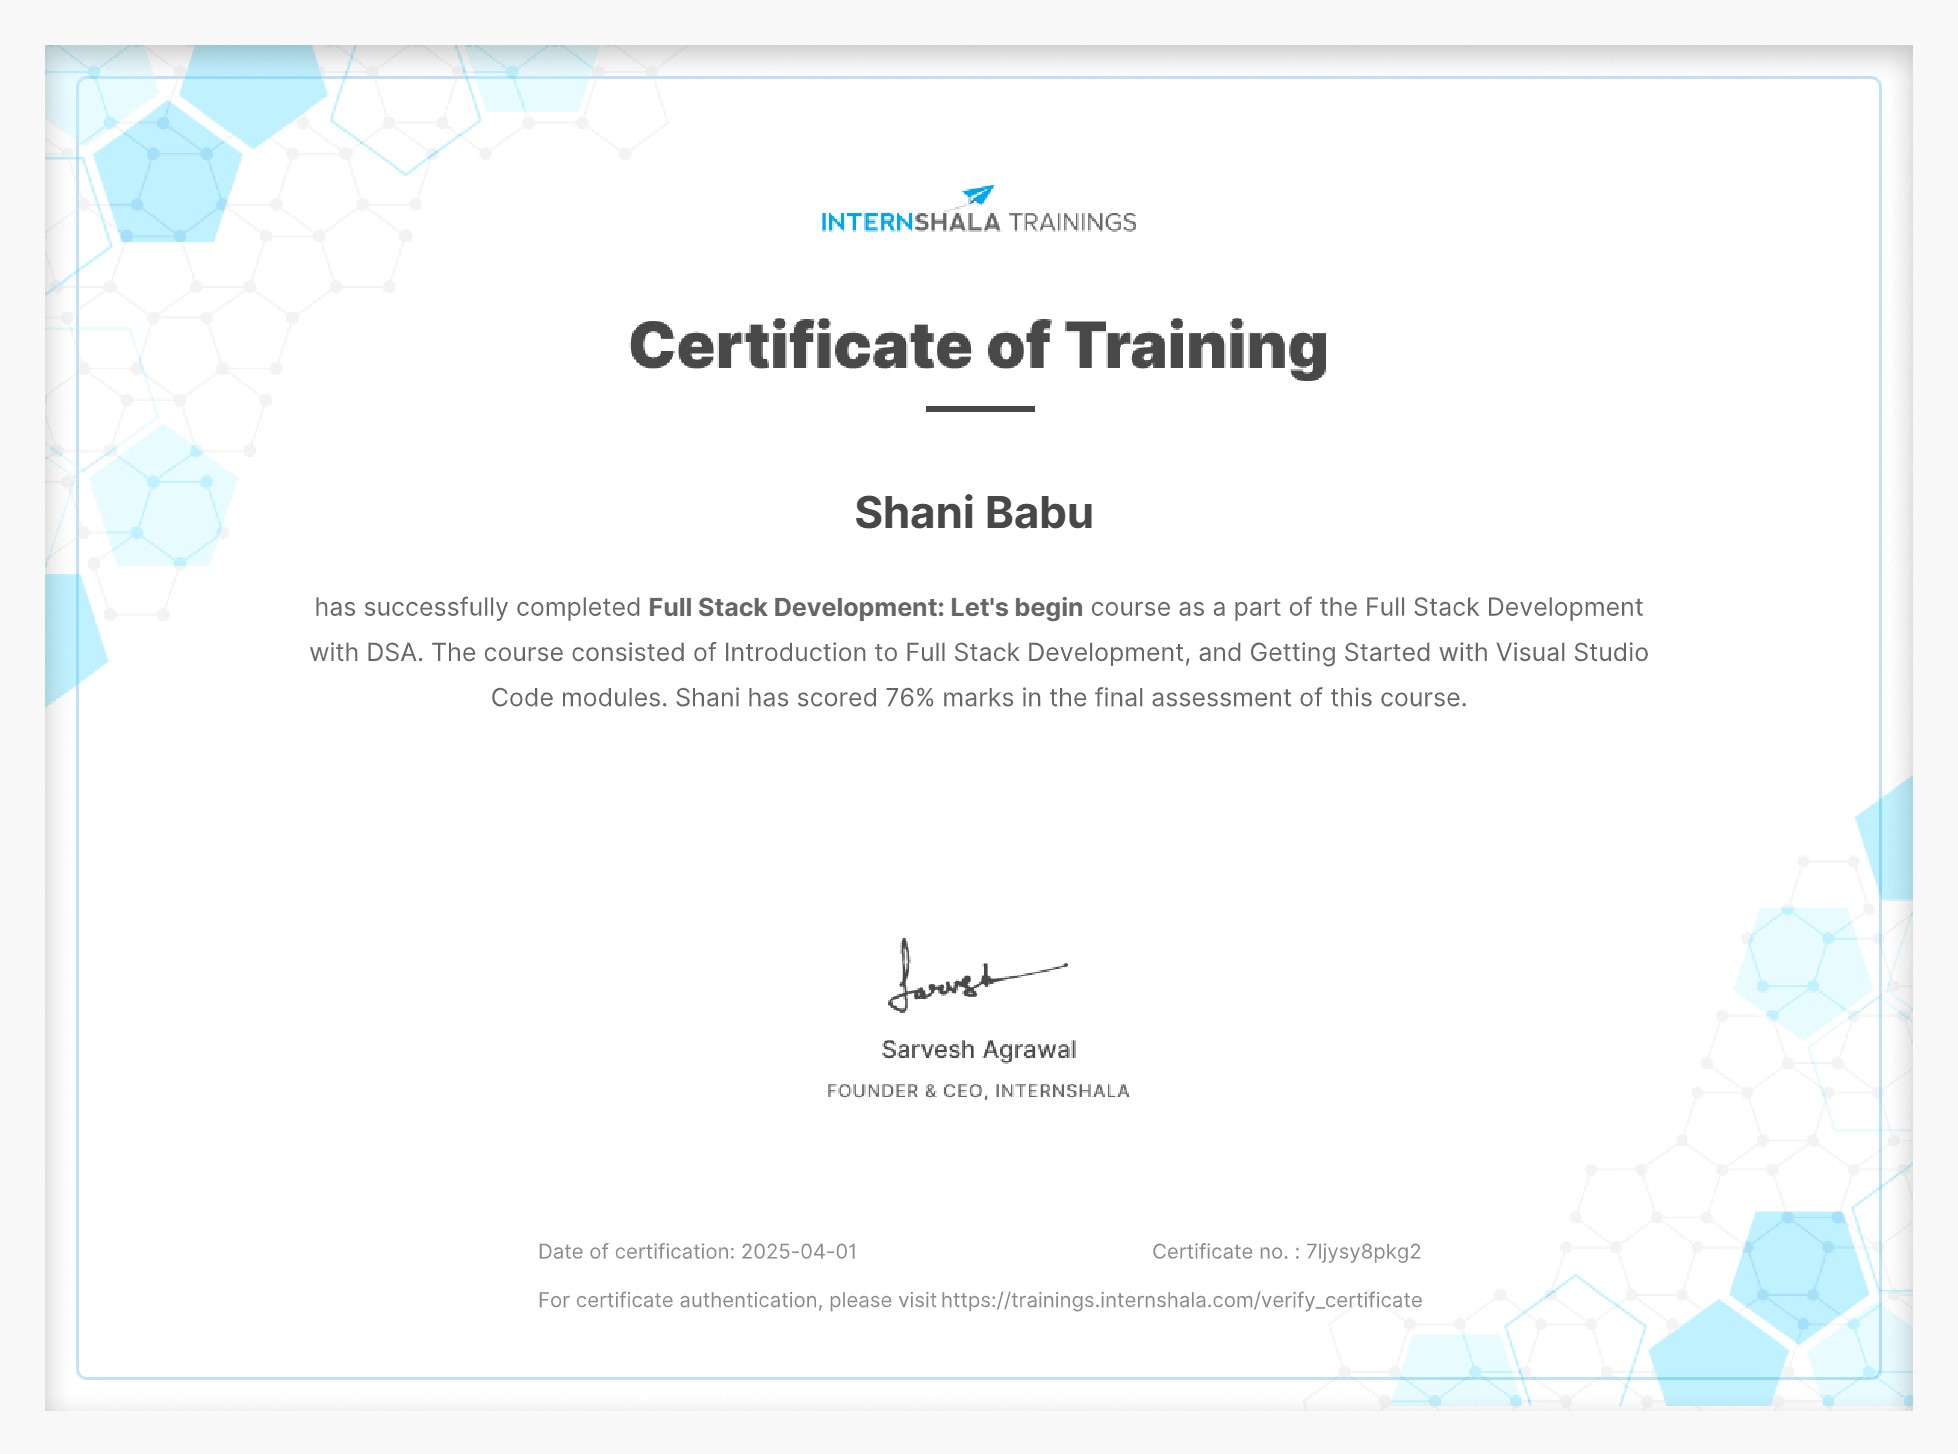 INTERNSHALA TRAININGS
Certificate of Training
Shani Babu
has successfully completed Full Stack Development: Let's begin course as a part of the Full Stack Development
with DSA. The course consisted of Introduction to Full Stack Development, and Getting Started with Visual Studio
Code modules. Shani has scored 76% marks in the final assessment of this course.
Sarvesh
Sarvesh Agrawal
FOUNDER & CEO, INTERNSHALA
Date of certification: 2025-04-01
Certificate no. : 7ljysy8pkg2
For certificate authentication, please visit https://trainings.internshala.com/verify_certificate